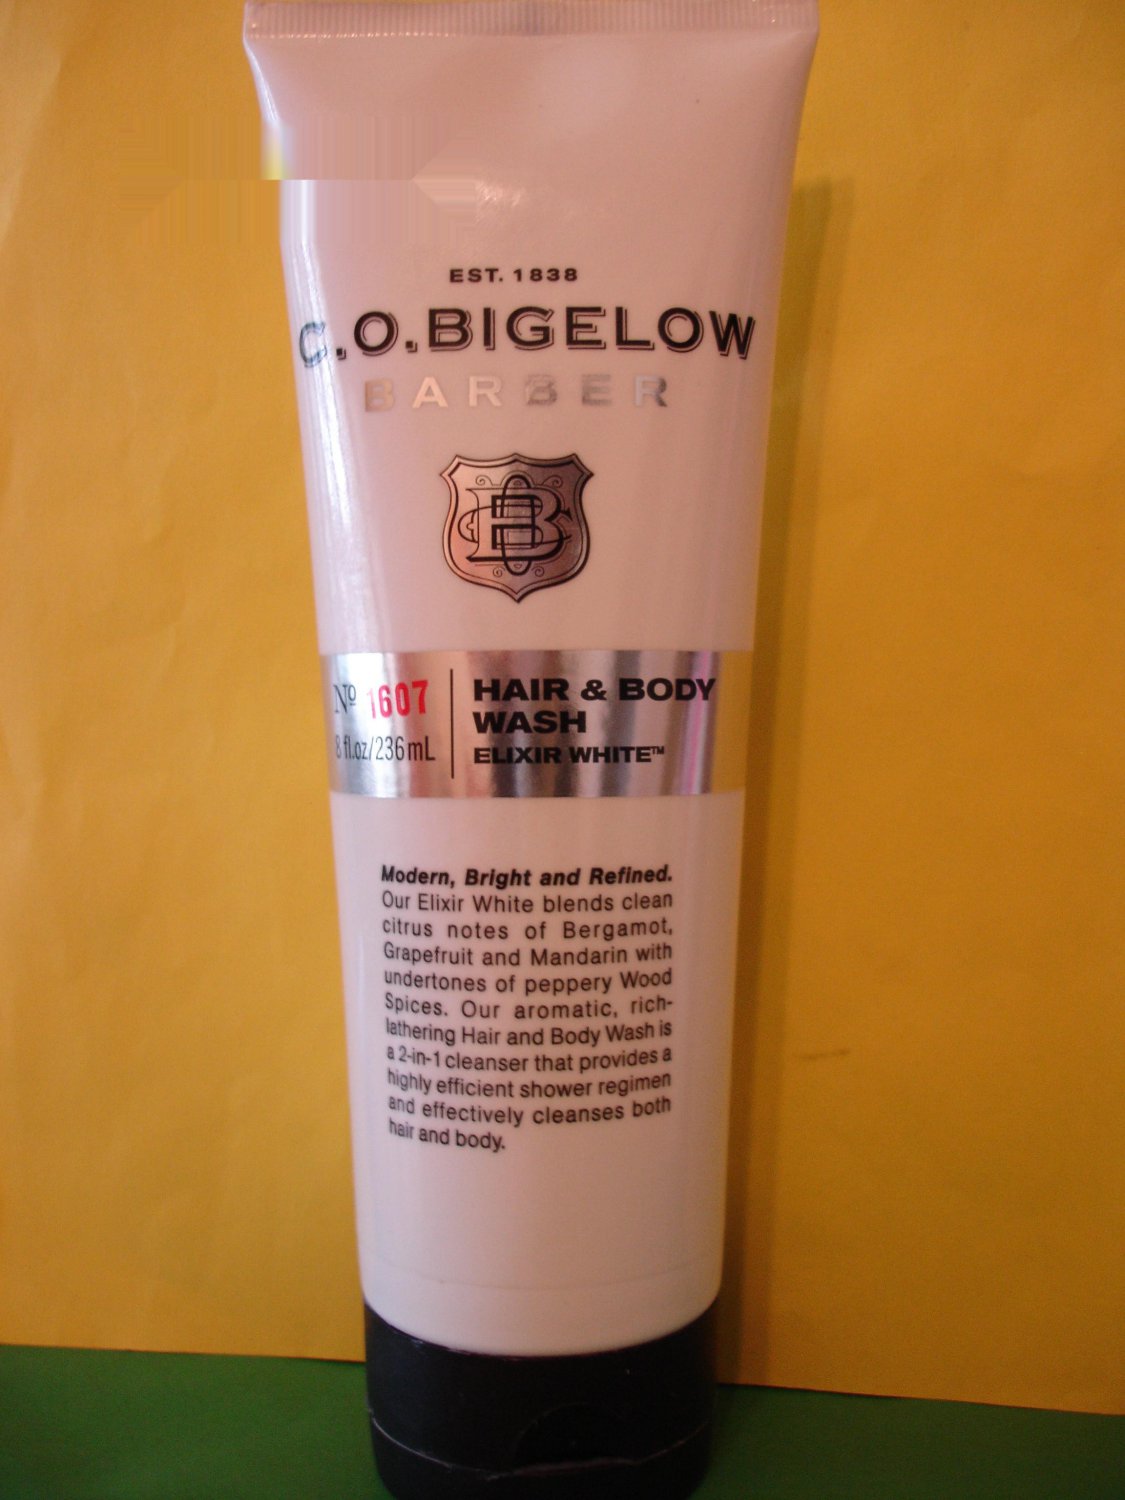 EST. 1838
C.O.BIGELOW
BARBER
CBO
Nº 1607
8 fl.oz/236mL
HAIR & BODY
WASH
ELIXIR WHITE™
Modern, Bright and Refined.
Our Elixir White blends clean
citrus notes of Bergamot,
Grapefruit and Mandarin with
undertones of peppery Wood
Spices. Our aromatic, rich-
lathering Hair and Body Wash is
a 2-in-1 cleanser that provides a
highly efficient shower regimen
and effectively cleanses both
hair and body.